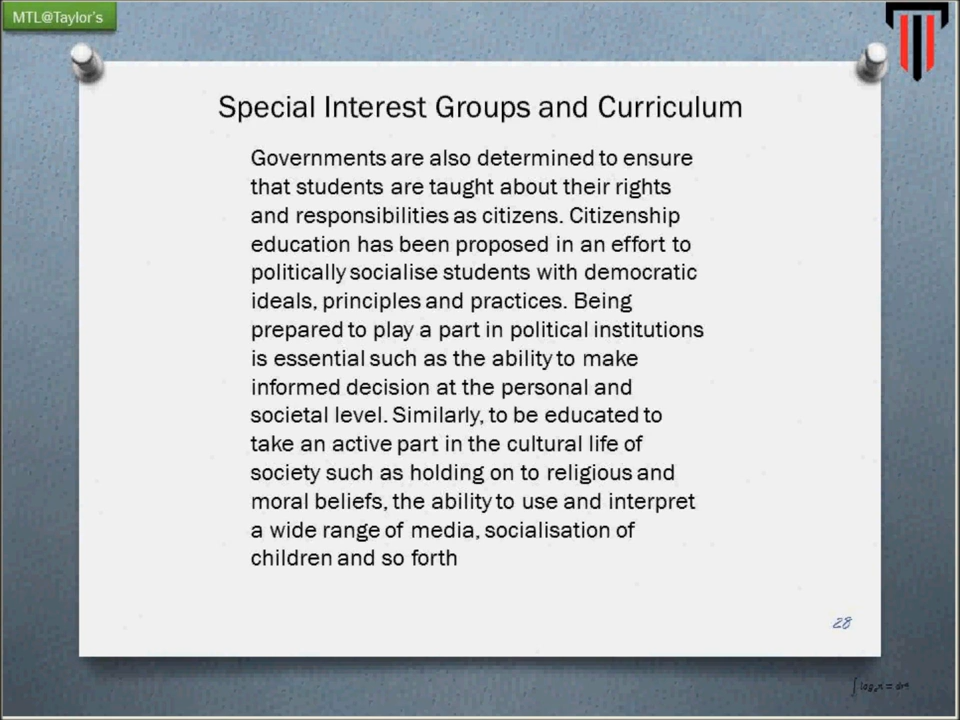 MTL@Taylor's
Special Interest Groups and Curriculum
Governments are also determined to ensure
that students are taught about their rights
and responsibilities as citizens. Citizenship
education has been proposed in an effort to
politically socialise students with democratic
ideals, principles and practices. Being
prepared to play a part in political institutions
is essential such as the ability to make
informed decision at the personal and
societal level. Similarly, to be educated to
take an active part in the cultural life of
society such as holding on to religious and
moral beliefs, the ability to use and interpret
a wide range of media, socialisation of
children and so forth
28